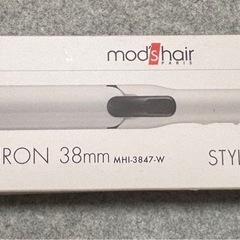 mod's hair
PARIS
RON 38mm MHI-3847-W
STYL